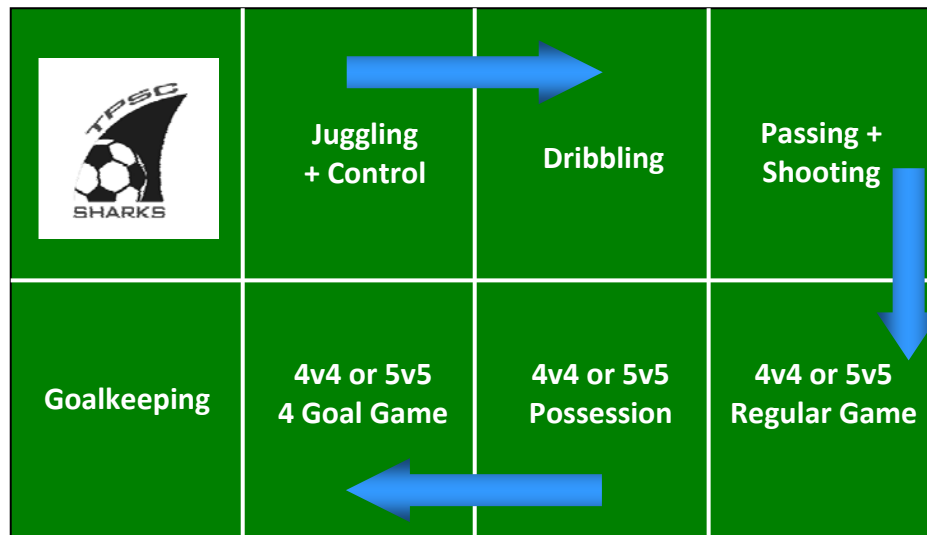 TPSC
SHARKS
Juggling
+ Control
Dribbling
Passing +
Shooting
Goalkeeping
4v4 or 5v5
4 Goal Game
4v4 or 5v5
Possession
4v4 or 5v5
Regular Game